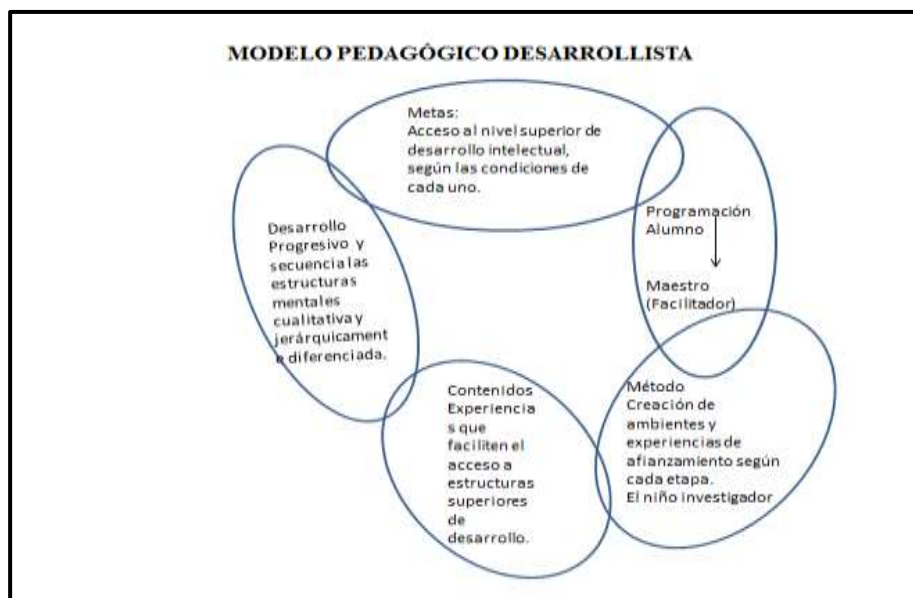 MODELO PEDAGÓGICO DESARROLLISTA
Metas:
Acceso al nivel superior de
desarrollo intelectual,
según las condiciones de
cada uno.
Programación
Alumno
Maestro
(Facilitador)
Método
Creación de
ambientes y
experiencias de
afianzamiento según
cada etapa.
El niño investigador
Contenidos
Experiencia
s que
faciliten el
acceso a
estructuras
superiores
de
desarrollo.
Desarrollo
Progresivo y
secuencia las
estructuras
mentales
cualitativa y
jerárquicament
e diferenciada.